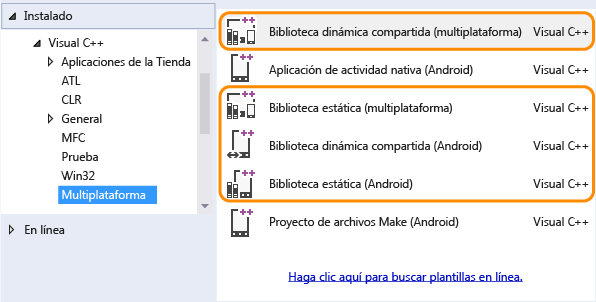 Instalado
Visual C++
Aplicaciones de la Tienda
ATL
CLR
General
MFC
Prueba
Win32
Multiplataforma
En línea
Biblioteca dinámica compartida (multiplataforma) Visual C++
Aplicación de actividad nativa (Android) Visual C++
Biblioteca estática (multiplataforma) Visual C++
Biblioteca dinámica compartida (Android) Visual C++
Biblioteca estática (Android) Visual C++
Proyecto de archivos Make (Android) Visual C++
Haga clic aquí para buscar plantillas en línea.